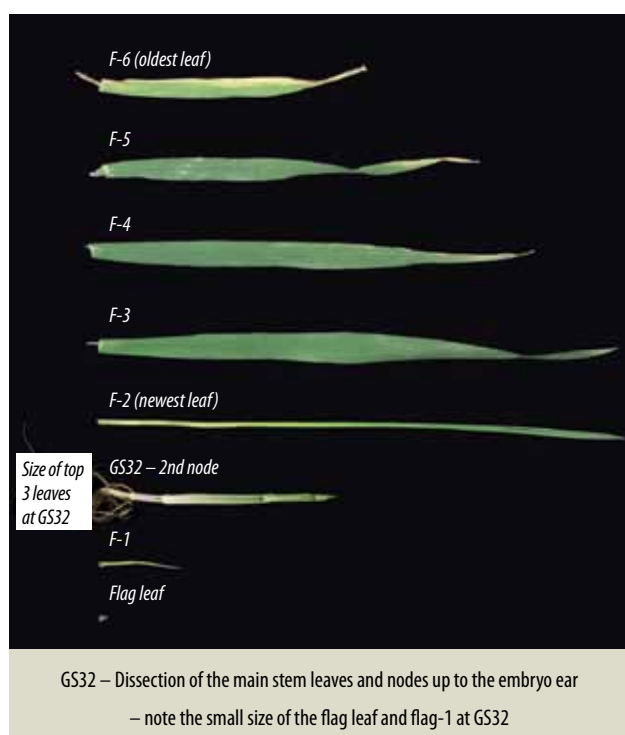 F-6 (oldest leaf)
F-5
F-4
F-3
F-2 (newest leaf)
Size of top
3 leaves
at GS32
GS32 – 2nd node
F-1
Flag leaf
GS32 – Dissection of the main stem leaves and nodes up to the embryo ear
– note the small size of the flag leaf and flag-1 at GS32